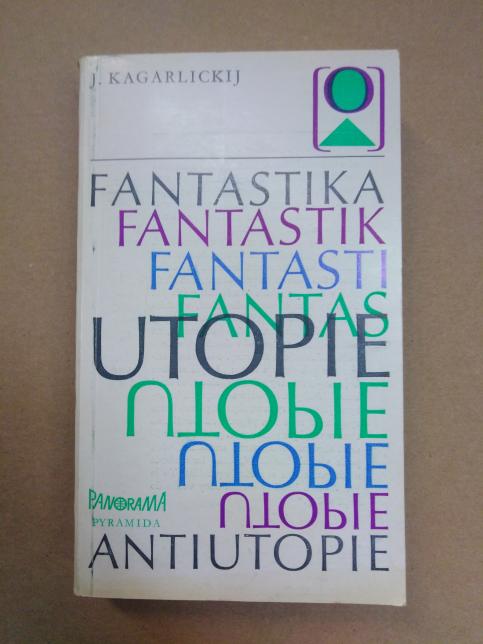 J. KAGARLICKIJ
FANTASTIKA
FANTASTIK
FANTASTI
FANTAS
UTOPIE
UTOPIE
UTOPIE
UTOPIE
PANORAMA
PYRAMIDA
ANTIUTOPIE